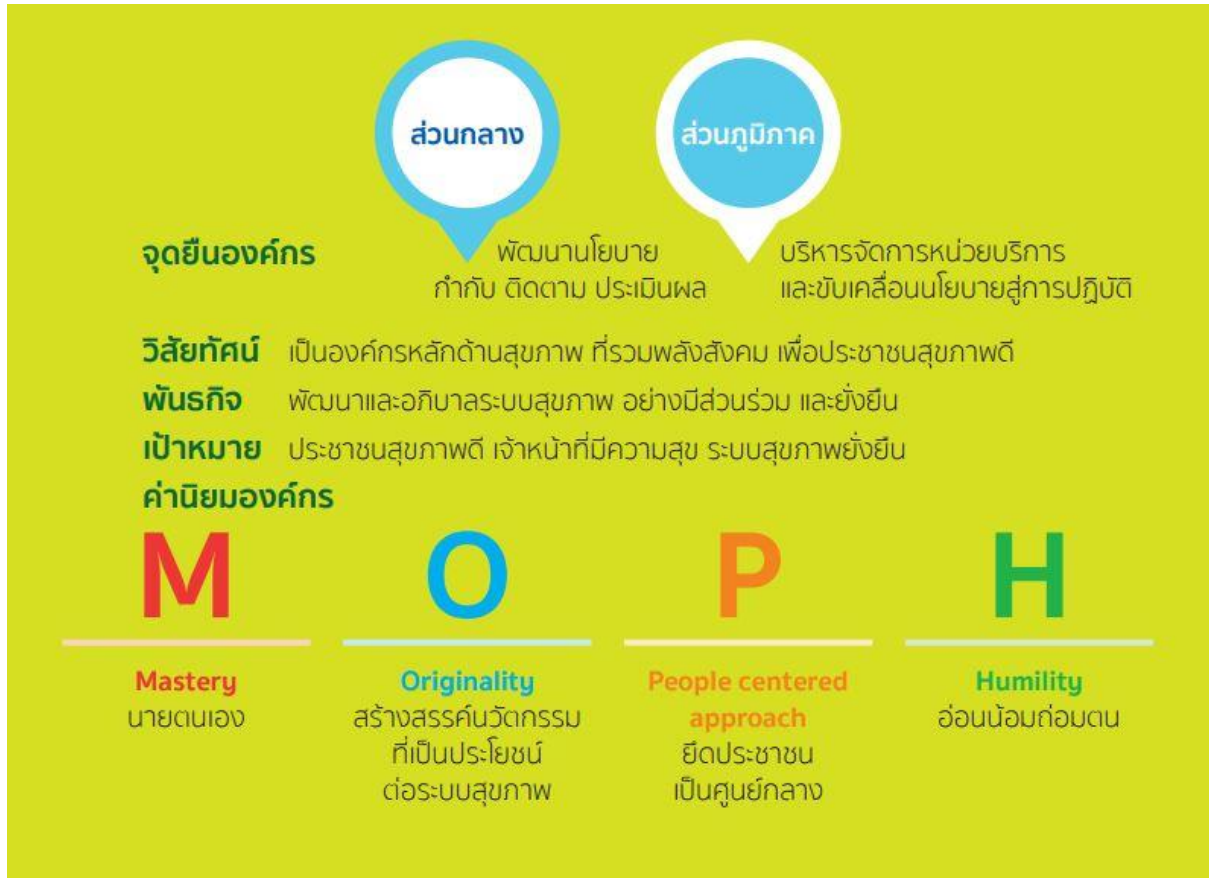 ส่วนกลาง
ส่วนภูมิภาค
จุดยืนองค์กร
พัฒนานโยบาย
กำกับ ติดตาม ประเมินผล
บริหารจัดการหน่วยบริการ
และขับเคลื่อนนโยบายสู่การปฏิบัติ
วิสัยทัศน์ เป็นองค์กรหลักด้านสุขภาพ ที่รวมพลังสังคม เพื่อประชาชนสุขภาพดี
พันธกิจ พัฒนาและอภิบาลระบบสุขภาพ อย่างมีส่วนร่วม และยั่งยืน
เป้าหมาย ประชาชนสุขภาพดี เจ้าหน้าที่มีความสุข ระบบสุขภาพยั่งยืน
ค่านิยมองค์กร
M
Mastery
นายตนเอง
O
Originality
สร้างสรรค์นวัตกรรม
ที่เป็นประโยชน์
ต่อระบบสุขภาพ
P
People centered
approach
ยึดประชาชน
เป็นศูนย์กลาง
H
Humility
อ่อนน้อมถ่อมตน